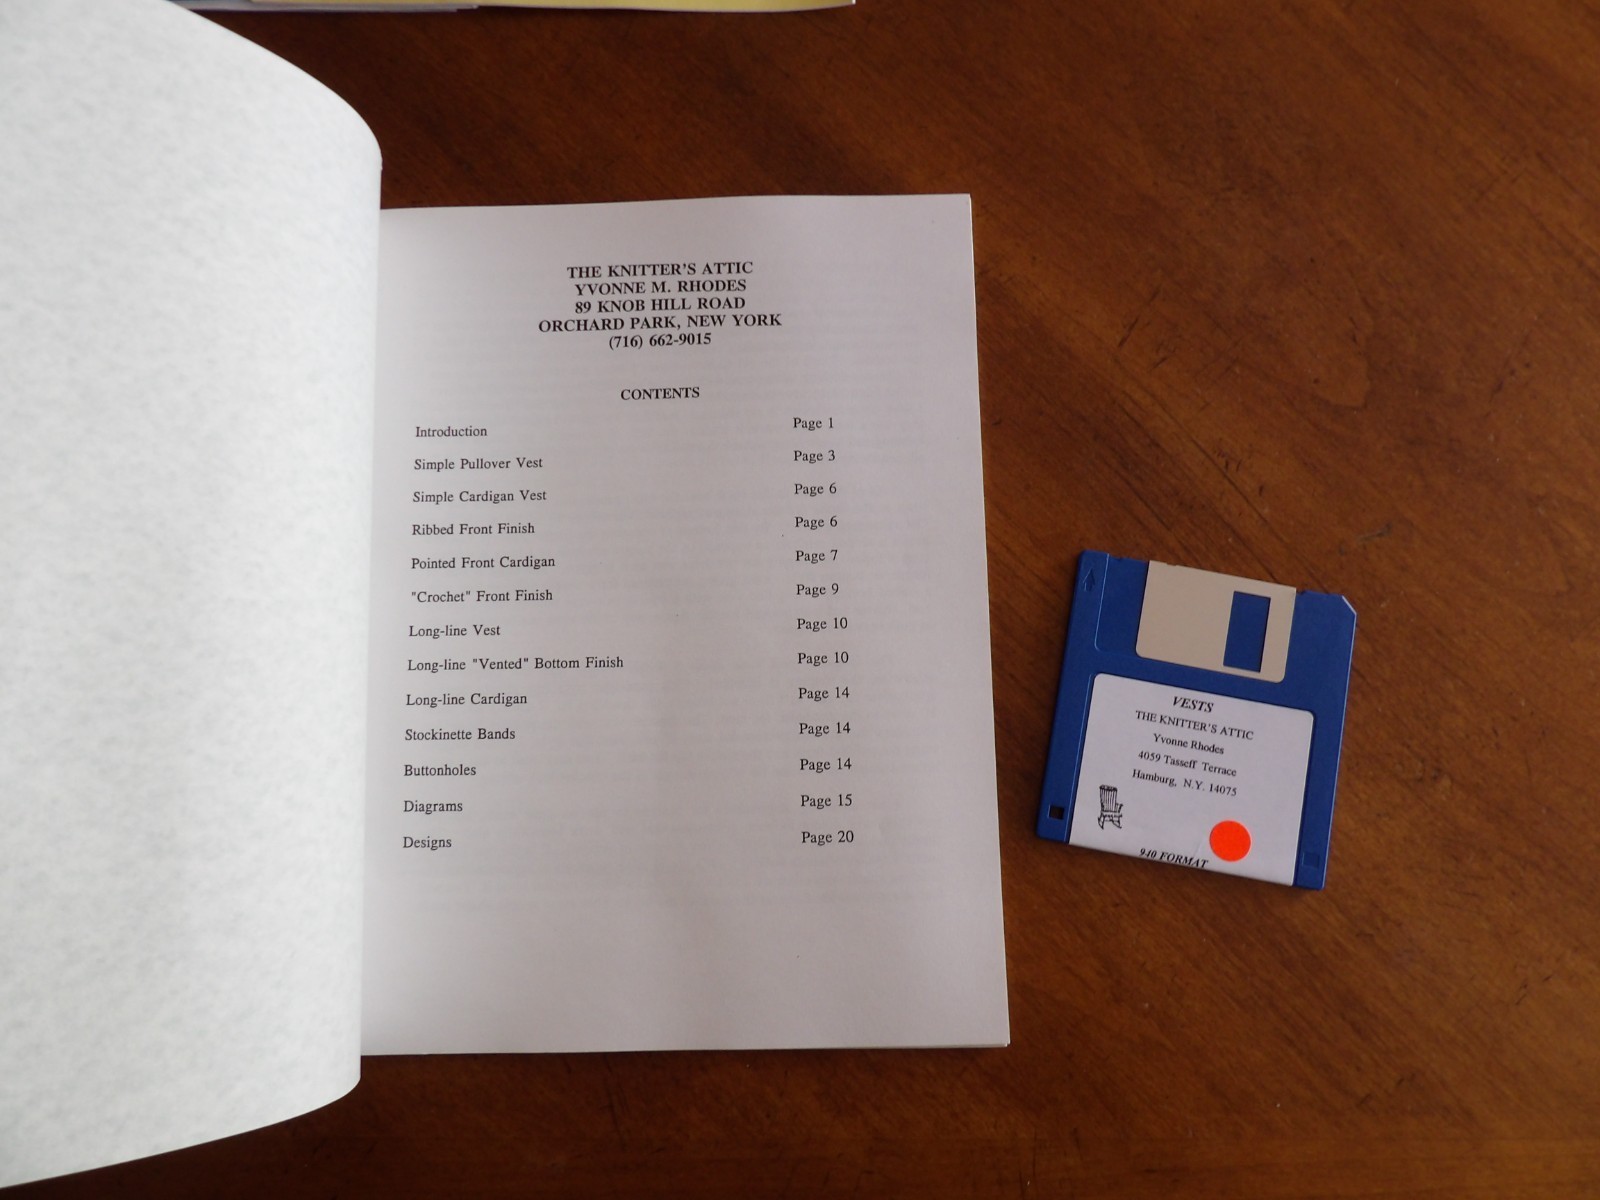 THE KNITTER'S ATTIC
YVONNE M. RHODES
89 KNOB HILL ROAD
ORCHARD PARK, NEW YORK
(716) 662-9015
CONTENTS
Introduction Page 1
Simple Pullover Vest Page 3
Simple Cardigan Vest Page 6
Ribbed Front Finish Page 6
Pointed Front Cardigan Page 7
"Crochet" Front Finish Page 9
Long-line Vest Page 10
Long-line "Vented" Bottom Finish Page 10
Long-line Cardigan Page 14
Stockinette Bands Page 14
Buttonholes Page 14
Diagrams Page 15
Designs Page 20
VESTS
THE KNITTER'S ATTIC
Yvonne Rhodes
4059 Tasseff Terrace
Hamburg, N.Y. 14075
940 FORMAT